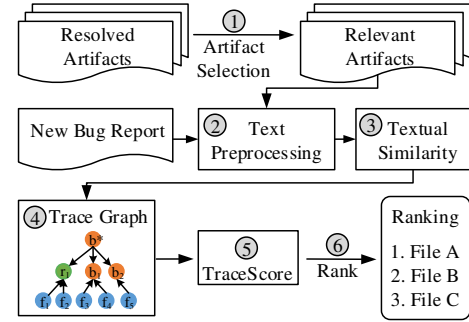 Resolved
Artifacts
1
Artifact
Selection
Relevant
Artifacts
New Bug Report
2
Text
Preprocessing
3
Textual
Similarity
4
Trace Graph
b*
r₁
b₁
b₂
f₁
f₂
f₃
f₄
f₅
5
TraceScore
6
Rank
Ranking
1. File A
2. File B
3. File C